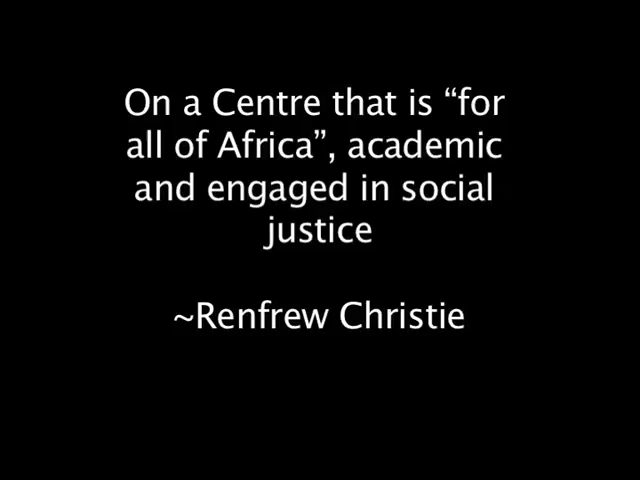 On a Centre that is “for
all of Africa”, academic
and engaged in social
justice
~Renfrew Christie